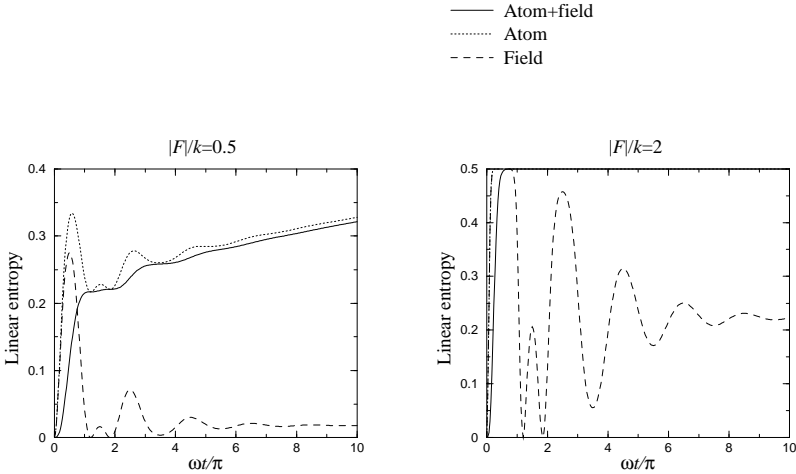 Atom+field
Atom
Field
|F|/k=0.5
|F|/k=2
0.4
0.3
0.2
0.1
0
Linear entropy
0 2 4 6 8 10
ωt/π
0.5
0.4
0.3
0.2
0.1
0
Linear entropy
0 2 4 6 8 10
ωt/π